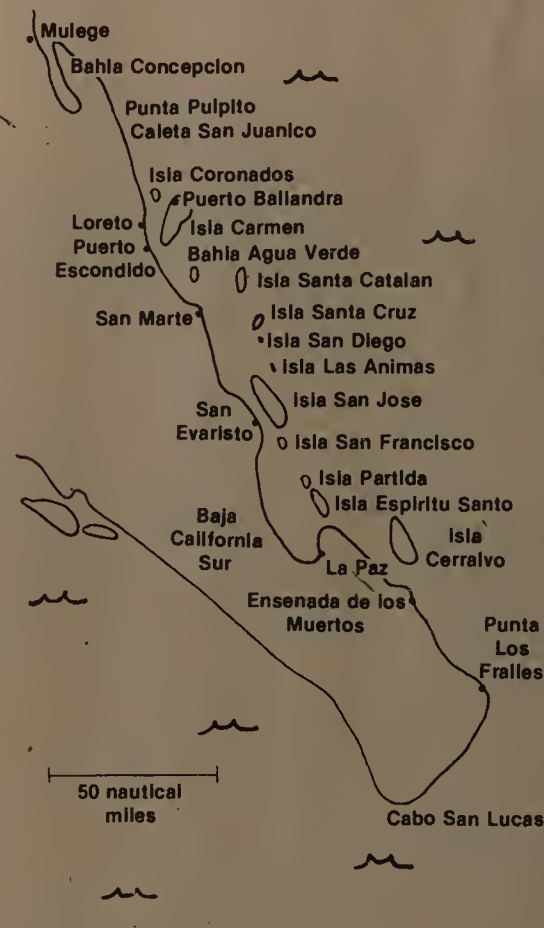 Mulege
Bahia Concepcion
Punta Pulpito
Caleta San Juanico
Isla Coronados
Puerto Ballandra
Loreto
Isla Carmen
Puerto
Escondido
Bahia Agua Verde
Isla Santa Catalan
San Marte
Isla Santa Cruz
Isla San Diego
Isla Las Animas
Isla San Jose
San
Evaristo
Isla San Francisco
Isla Partida
Isla Espiritu Santo
Baja
California
Sur
Isla
Cerralvo
La Paz
Ensenada de los
Muertos
Punta
Los
Frailes
50 nautical
miles
Cabo San Lucas